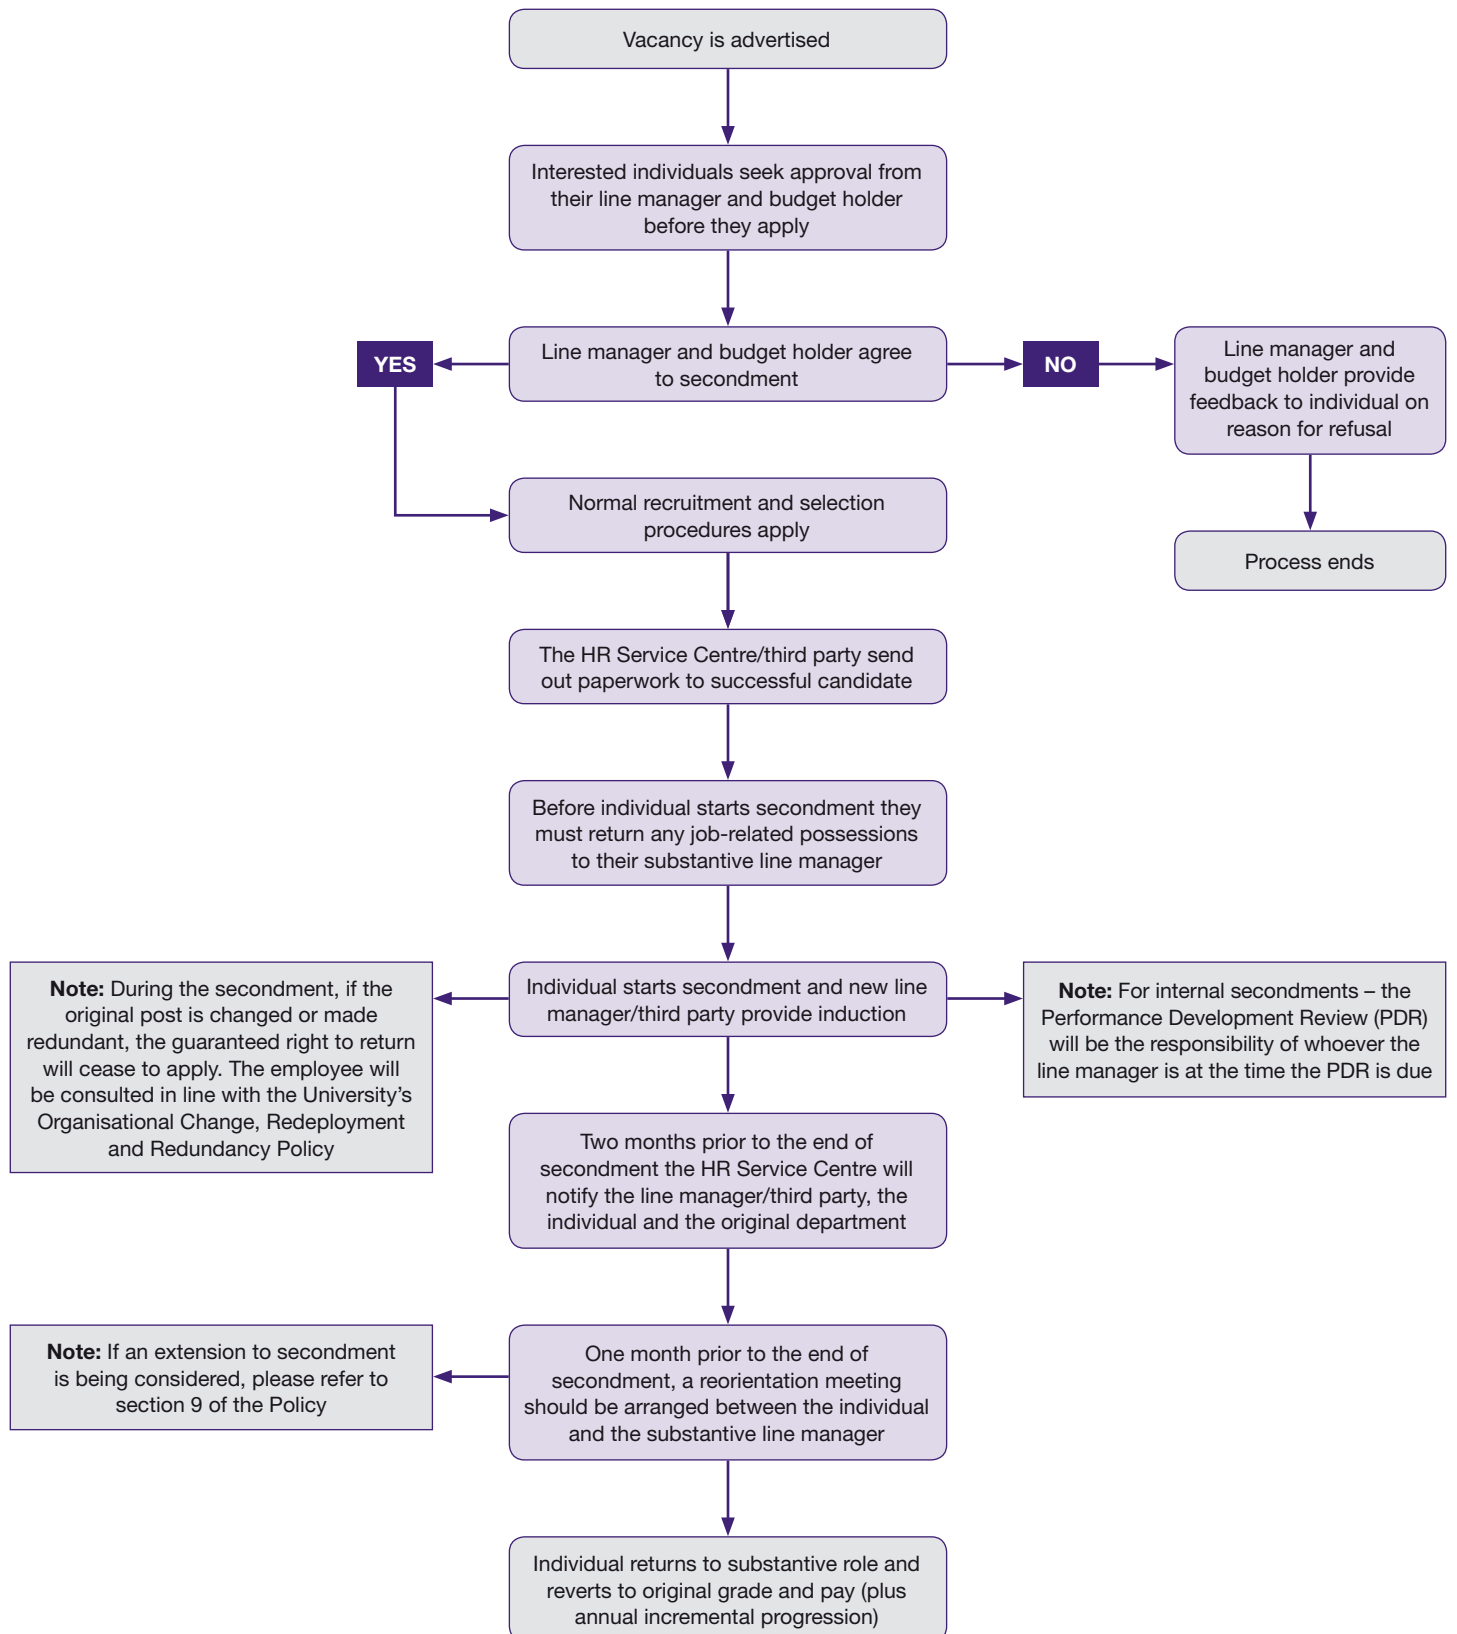 Vacancy is advertised
Interested individuals seek approval from
their line manager and budget holder
before they apply
YES
Line manager and budget holder agree
to secondment
NO
Line manager and
budget holder provide
feedback to individual on
reason for refusal
Normal recruitment and selection
procedures apply
Process ends
The HR Service Centre/third party send
out paperwork to successful candidate
Before individual starts secondment they
must return any job-related possessions
to their substantive line manager
Note: During the secondment, if the
original post is changed or made
redundant, the guaranteed right to return
will cease to apply. The employee will
be consulted in line with the University’s
Organisational Change, Redeployment
and Redundancy Policy
Individual starts secondment and new line
manager/third party provide induction
Note: For internal secondments – the
Performance Development Review (PDR)
will be the responsibility of whoever the
line manager is at the time the PDR is due
Two months prior to the end of
secondment the HR Service Centre will
notify the line manager/third party, the
individual and the original department
Note: If an extension to secondment
is being considered, please refer to
section 9 of the Policy
One month prior to the end of
secondment, a reorientation meeting
should be arranged between the individual
and the substantive line manager
Individual returns to substantive role and
reverts to original grade and pay (plus
annual incremental progression)